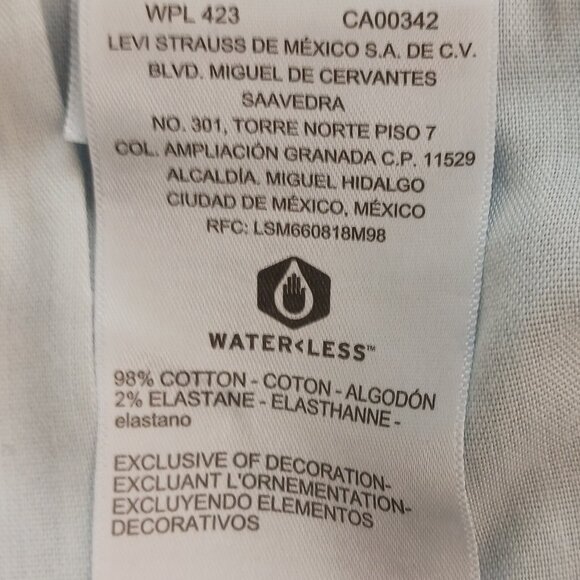 WPL 423 CA00342
LEVI STRAUSS DE MÉXICO S.A. DE C.V.
BLVD. MIGUEL DE CERVANTES
SAAVEDRA
NO. 301, TORRE NORTE PISO 7
COL. AMPLIACIÓN GRANADA C.P. 11529
ALCALDÍA. MIGUEL HIDALGO
CIUDAD DE MÉXICO, MÉXICO
RFC: LSM660818M98
WATER<LESS™
98% COTTON - COTON - ALGODÓN
2% ELASTANE - ELASTHANNE -
elastano
EXCLUSIVE OF DECORATION-
EXCLUANT L'ORNEMENTATION-
EXCLUYENDO ELEMENTOS
DECORATIVOS